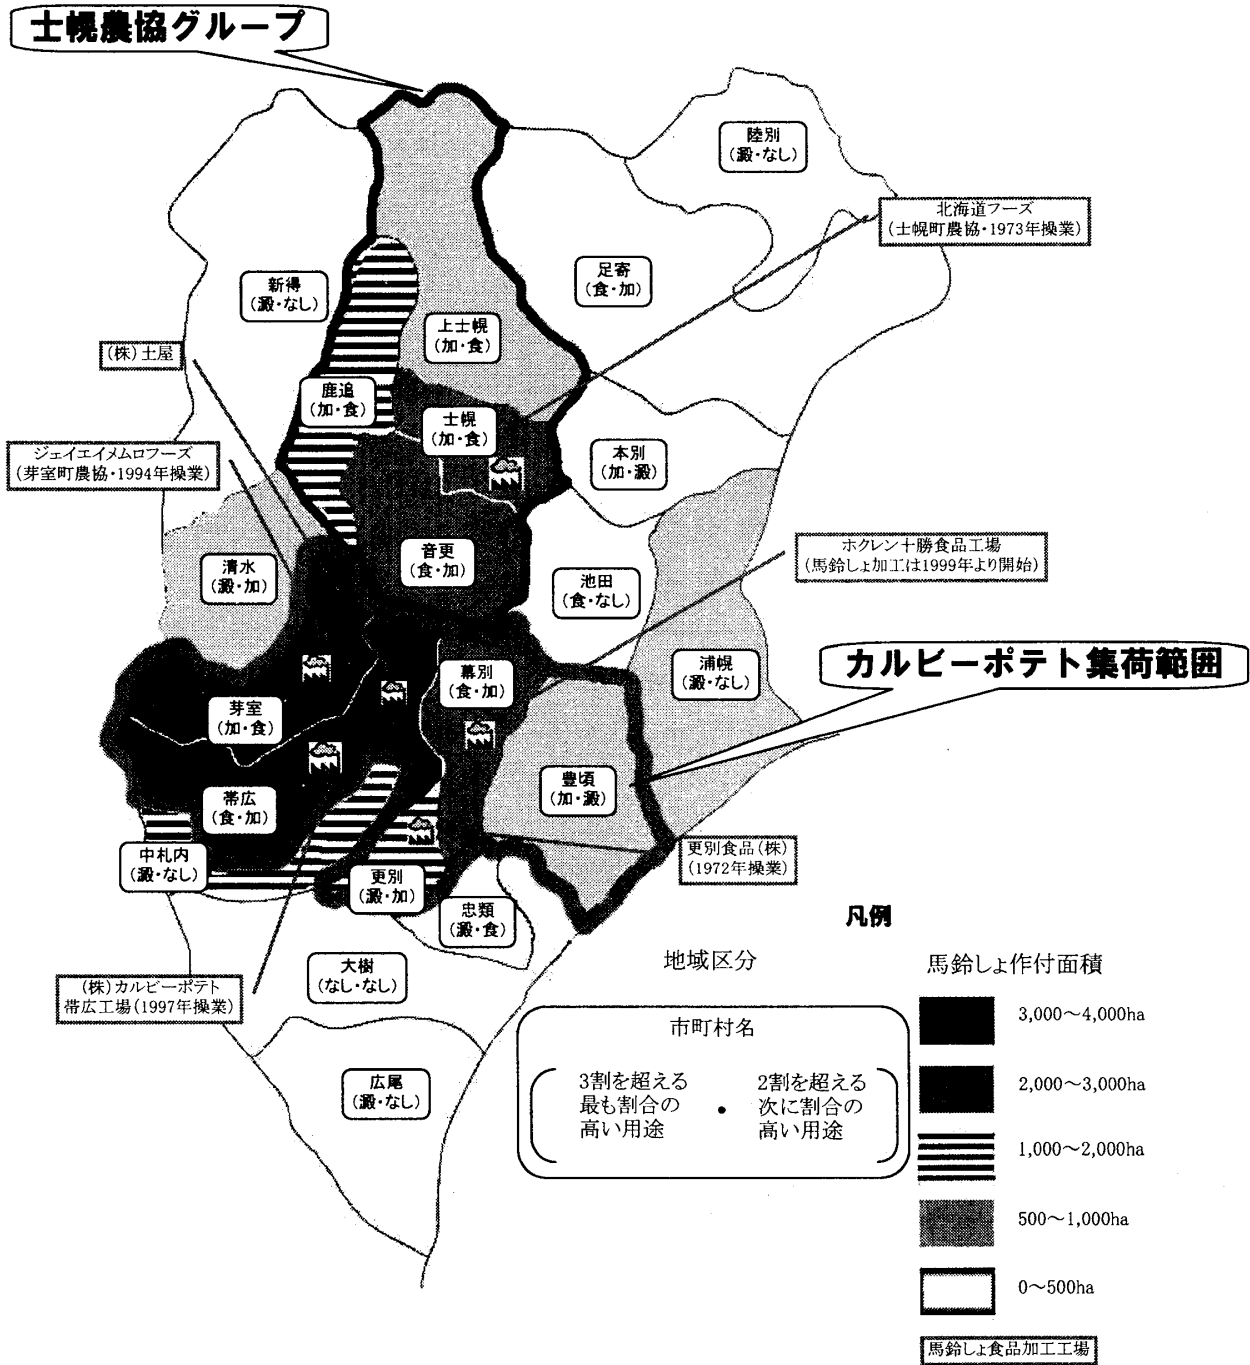 士幌農協グループ
陸別
(澱・なし)
北海道フーズ
(士幌町農協・1973年操業)
足寄
(食・加)
新得
(澱・なし)
上士幌
(加・食)
(株)土屋
鹿追
(加・食)
士幌
(加・食)
ジェイエイメムロフーズ
(芽室町農協・1994年操業)
本別
(加・澱)
ホクレン十勝食品工場
(馬鈴しょ加工は1999年より開始)
音更
(食・加)
清水
(澱・加)
池田
(食・なし)
カルビーポテト集荷範囲
幕別
(食・加)
浦幌
(澱・なし)
芽室
(加・食)
豊頃
(加・澱)
帯広
(食・加)
中札内
(澱・なし)
更別
(澱・加)
更別食品(株)
(1972年操業)
忠類
(澱・食)
大樹
(なし・なし)
(株)カルビーポテト
帯広工場(1997年操業)
広尾
(澱・なし)
凡例
地域区分
市町村名
3割を超える
最も割合の
高い用途
・
2割を超える
次に割合の
高い用途
馬鈴しょ作付面積
3,000～4,000ha
2,000～3,000ha
1,000～2,000ha
500～1,000ha
0～500ha
馬鈴しょ食品加工工場